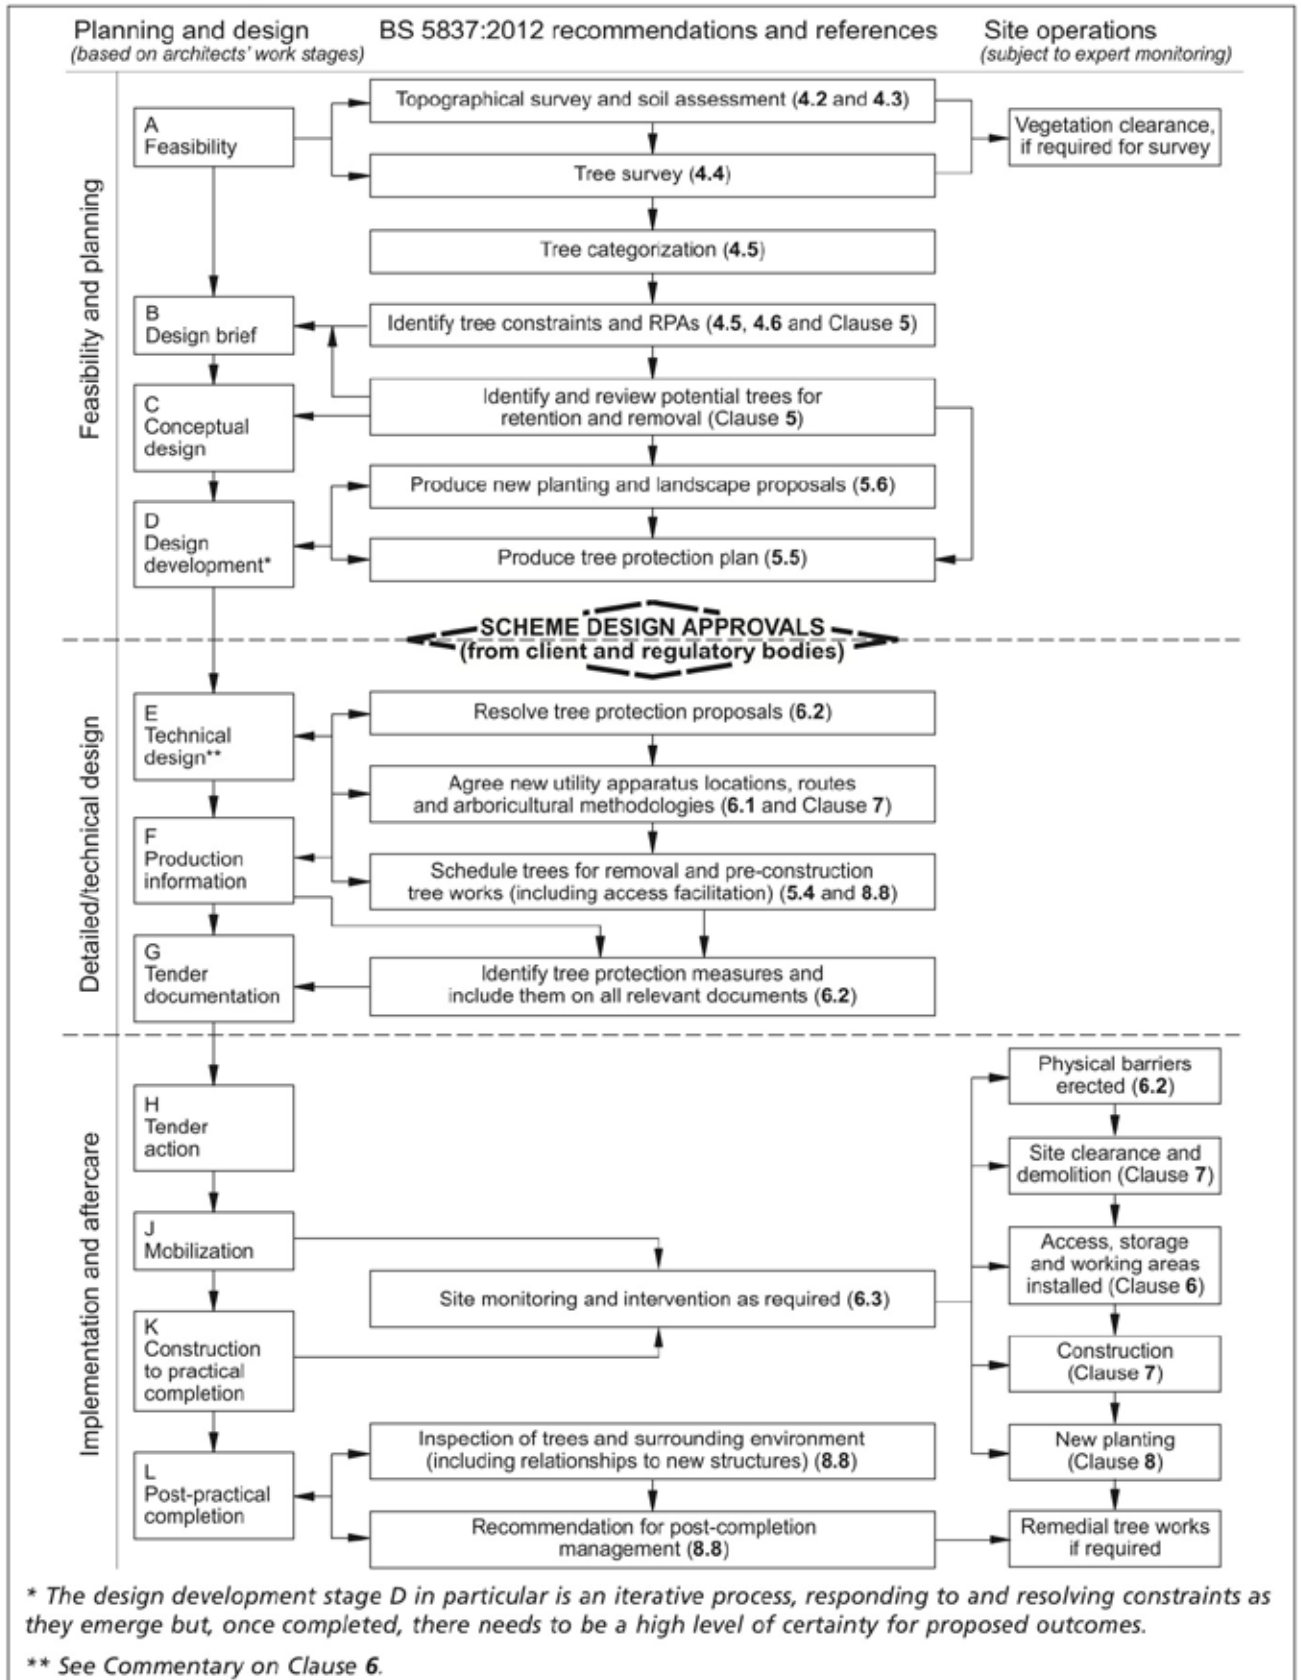 Planning and design
(based on architects' work stages)
BS 5837:2012 recommendations and references
Site operations
(subject to expert monitoring)
Feasibility and planning
A
Feasibility
Topographical survey and soil assessment (4.2 and 4.3)
Vegetation clearance,
if required for survey
Tree survey (4.4)
Tree categorization (4.5)
B
Design brief
Identify tree constraints and RPAs (4.5, 4.6 and Clause 5)
C
Conceptual
design
Identify and review potential trees for
retention and removal (Clause 5)
D
Design
development*
Produce new planting and landscape proposals (5.6)
Produce tree protection plan (5.5)
SCHEME DESIGN APPROVALS
(from client and regulatory bodies)
Detailed/technical design
E
Technical
design**
Resolve tree protection proposals (6.2)
Agree new utility apparatus locations, routes
and arboricultural methodologies (6.1 and Clause 7)
F
Production
information
Schedule trees for removal and pre-construction
tree works (including access facilitation) (5.4 and 8.8)
G
Tender
documentation
Identify tree protection measures and
include them on all relevant documents (6.2)
Implementation and aftercare
H
Tender
action
J
Mobilization
Site monitoring and intervention as required (6.3)
K
Construction
to practical
completion
L
Post-practical
completion
Inspection of trees and surrounding environment
(including relationships to new structures) (8.8)
Recommendation for post-completion
management (8.8)
Physical barriers
erected (6.2)
Site clearance and
demolition (Clause 7)
Access, storage
and working areas
installed (Clause 6)
Construction
(Clause 7)
New planting
(Clause 8)
Remedial tree works
if required
* The design development stage D in particular is an iterative process, responding to and resolving constraints as
they emerge but, once completed, there needs to be a high level of certainty for proposed outcomes.
** See Commentary on Clause 6.